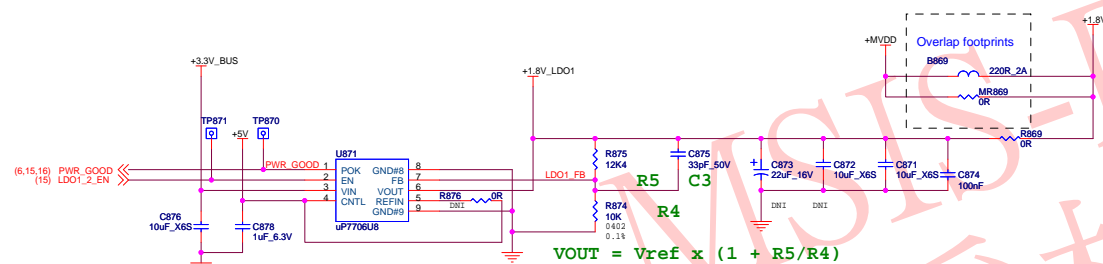 +1.8V
+MVDD
Overlap footprints
B869
220R_2A
MR869
0R
+3.3V_BUS
+1.8V_LDO1
TP871
TP870
+5V
U871
R869
0R
(6,15,16) PWR_GOOD
PWR_GOOD
1
POK
GND#8
8
(15) LDO1_2_EN
2
EN
FB
7
LDO1_FB
3
VIN
VOUT
6
4
CNTL
REFIN
5
GND#9
9
uP7706U8
R876
0R
DNI
R875
12K4
R5
C875
33pF_50V
C3
C873
22uF_16V
DNI
C872
10uF_X6S
DNI
C871
10uF_X6S
C874
100nF
R874
10K
0402
0.1%
R4
C876
10uF_X6S
C878
1uF_6.3V
VOUT = Vref x (1 + R5/R4)
MSIS-